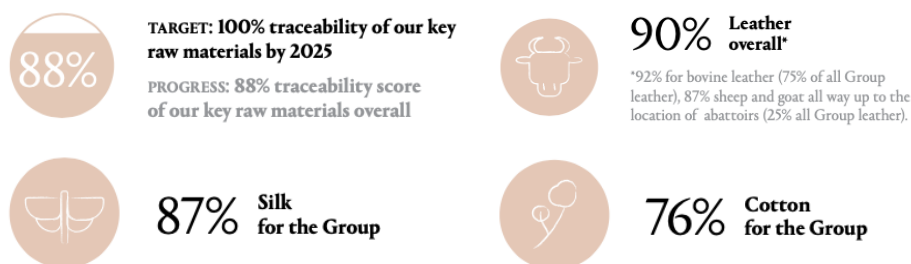 88%
TARGET: 100% traceability of our key
raw materials by 2025
PROGRESS: 88% traceability score
of our key raw materials overall
90% Leather
overall*
*92% for bovine leather (75% of all Group
leather), 87% sheep and goat all way up to the
location of abattoirs (25% all Group leather).
87% Silk
for the Group
76% Cotton
for the Group